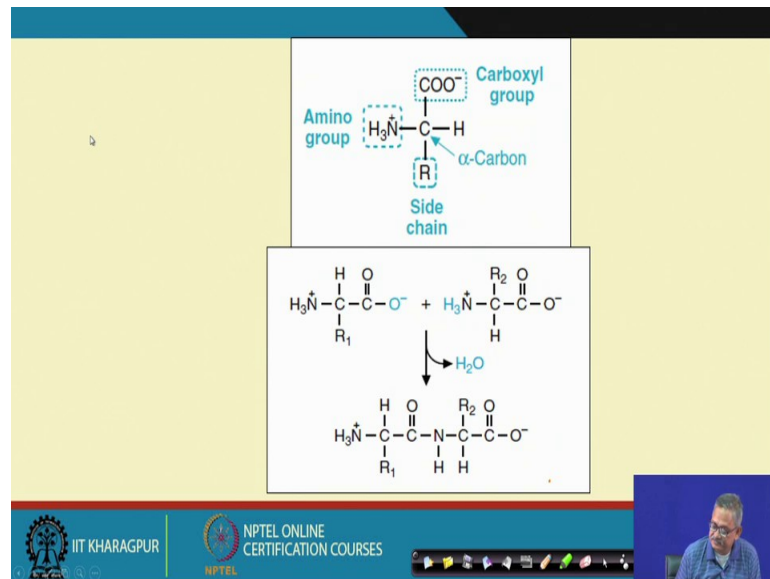 COO⁻
Carboxyl
group
Amino
group
H₃N⁺—C—H
α-Carbon
R
Side
chain
H O
H₃N⁺—C—C—O⁻ + H₃N⁺—C—C—O⁻
R₁
R₂ O
H
H₂O
H O R₂ O
H₃N⁺—C—C—N—C—C—O⁻
R₁ H H
IIT KHARAGPUR
NPTEL
NPTEL ONLINE
CERTIFICATION COURSES